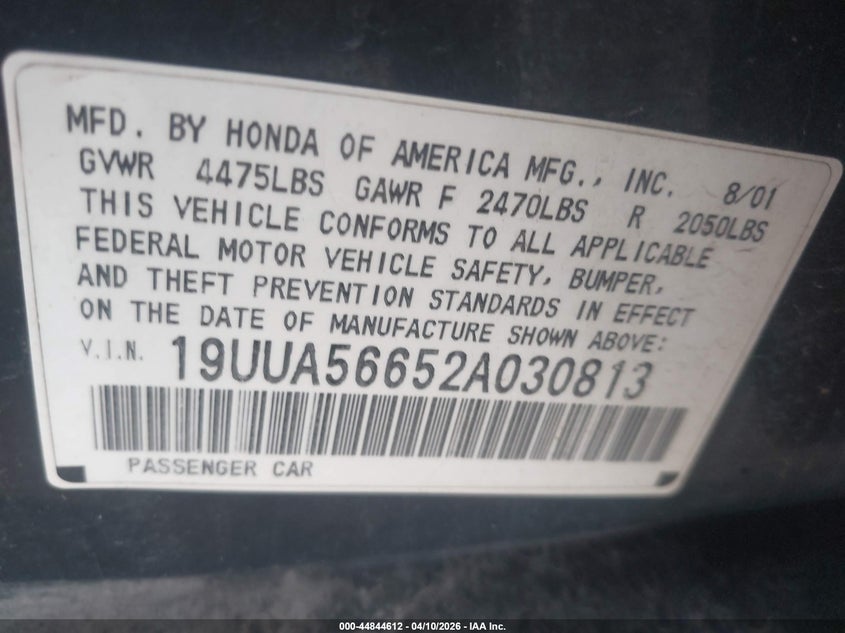 MFD. BY HONDA OF AMERICA MFG., INC. 8/01
GVWR 4475LBS GAWR F 2470LBS R 2050LBS
THIS VEHICLE CONFORMS TO ALL APPLICABLE
FEDERAL MOTOR VEHICLE SAFETY, BUMPER,
AND THEFT PREVENTION STANDARDS IN EFFECT
ON THE DATE OF MANUFACTURE SHOWN ABOVE:
V.I.N. 19UUA56652A030813
PASSENGER CAR
000-44844612 - 04/10/2026 - IAA Inc.